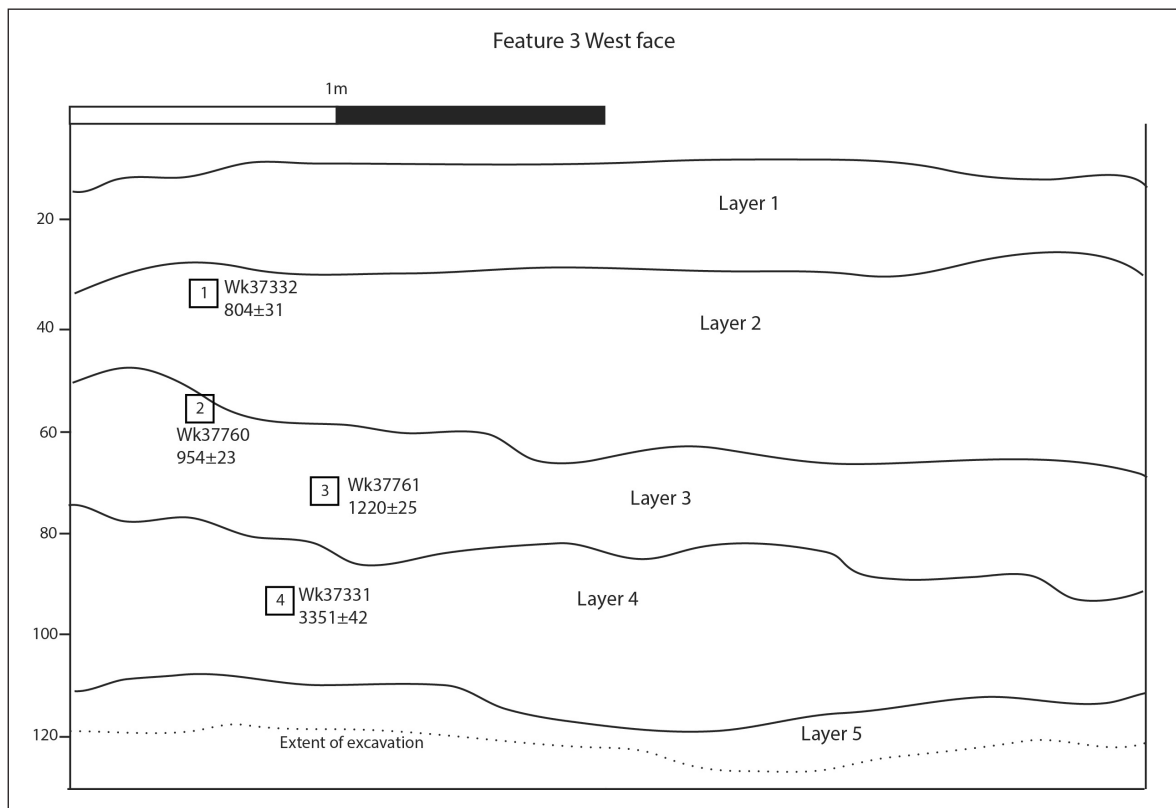 Feature 3 West face
1m
Layer 1
20
1
Wk37332
804±31
Layer 2
40
2
60
Wk37760
954±23
3
Wk37761
1220±25
Layer 3
80
4
Wk37331
3351±42
Layer 4
100
120
Extent of excavation
Layer 5